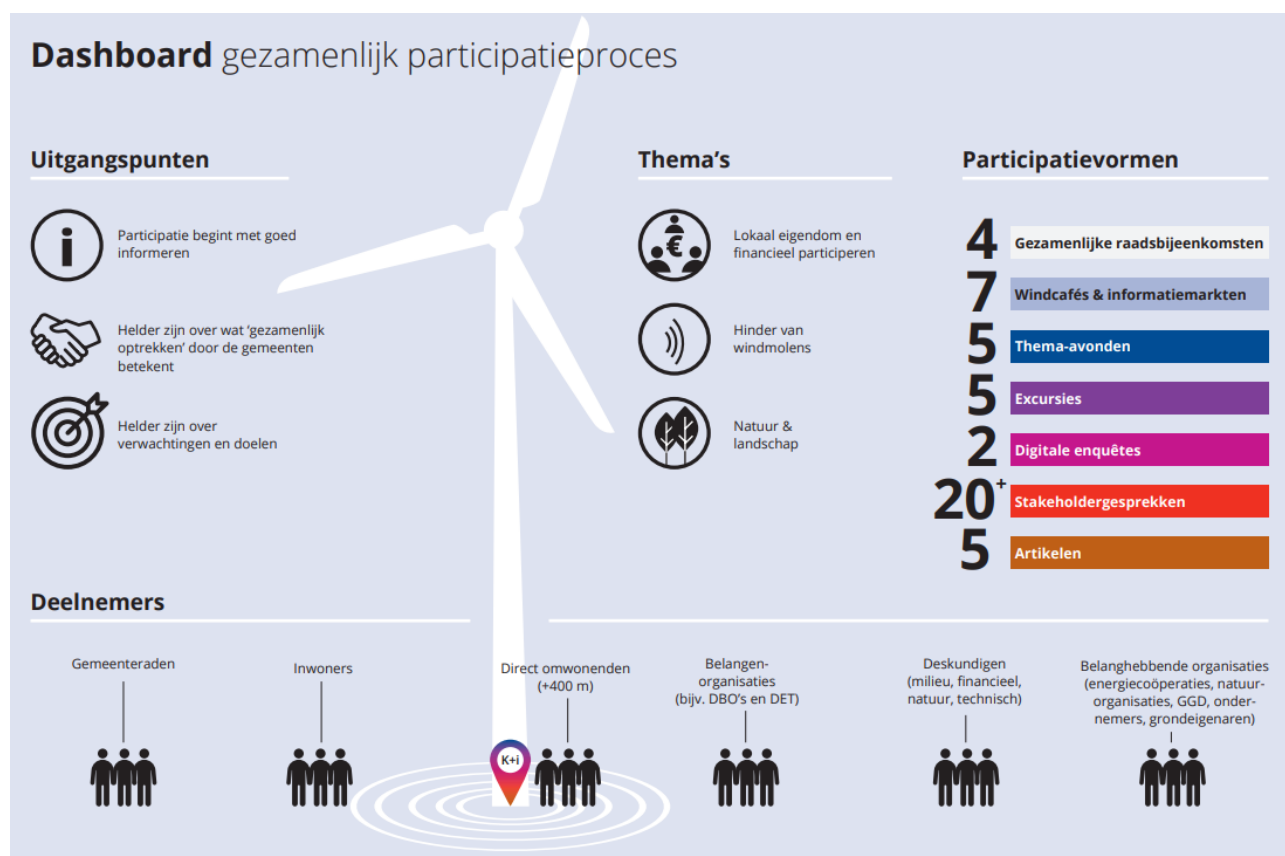 Dashboard gezamenlijk participatieproces
Uitgangspunten
Participatie begint met goed
informeren
Helder zijn over wat ‘gezamenlijk
optrekken’ door de gemeenten
betekent
Helder zijn over
verwachtingen en doelen
Thema’s
€
Lokaal eigendom en
financieel participeren
Hinder van
windmolens
Natuur &
landschap
Participatievormen
4 Gezamenlijke raadsbijeenkomsten
7 Windcafés & informatiemarkten
5 Thema-avonden
5 Excursies
2 Digitale enquêtes
20+ Stakeholdergesprekken
5 Artikelen
Deelnemers
Gemeenteraden
Inwoners
K+i
Direct omwonenden
(+400 m)
Belangen-
organisaties
(bijv. DBO’s en DET)
Deskundigen
(milieu, financieel,
natuur, technisch)
Belanghebbende organisaties
(energiecoöperaties, natuur-
organisaties, GGD, onder-
nemers, grondeigenaren)